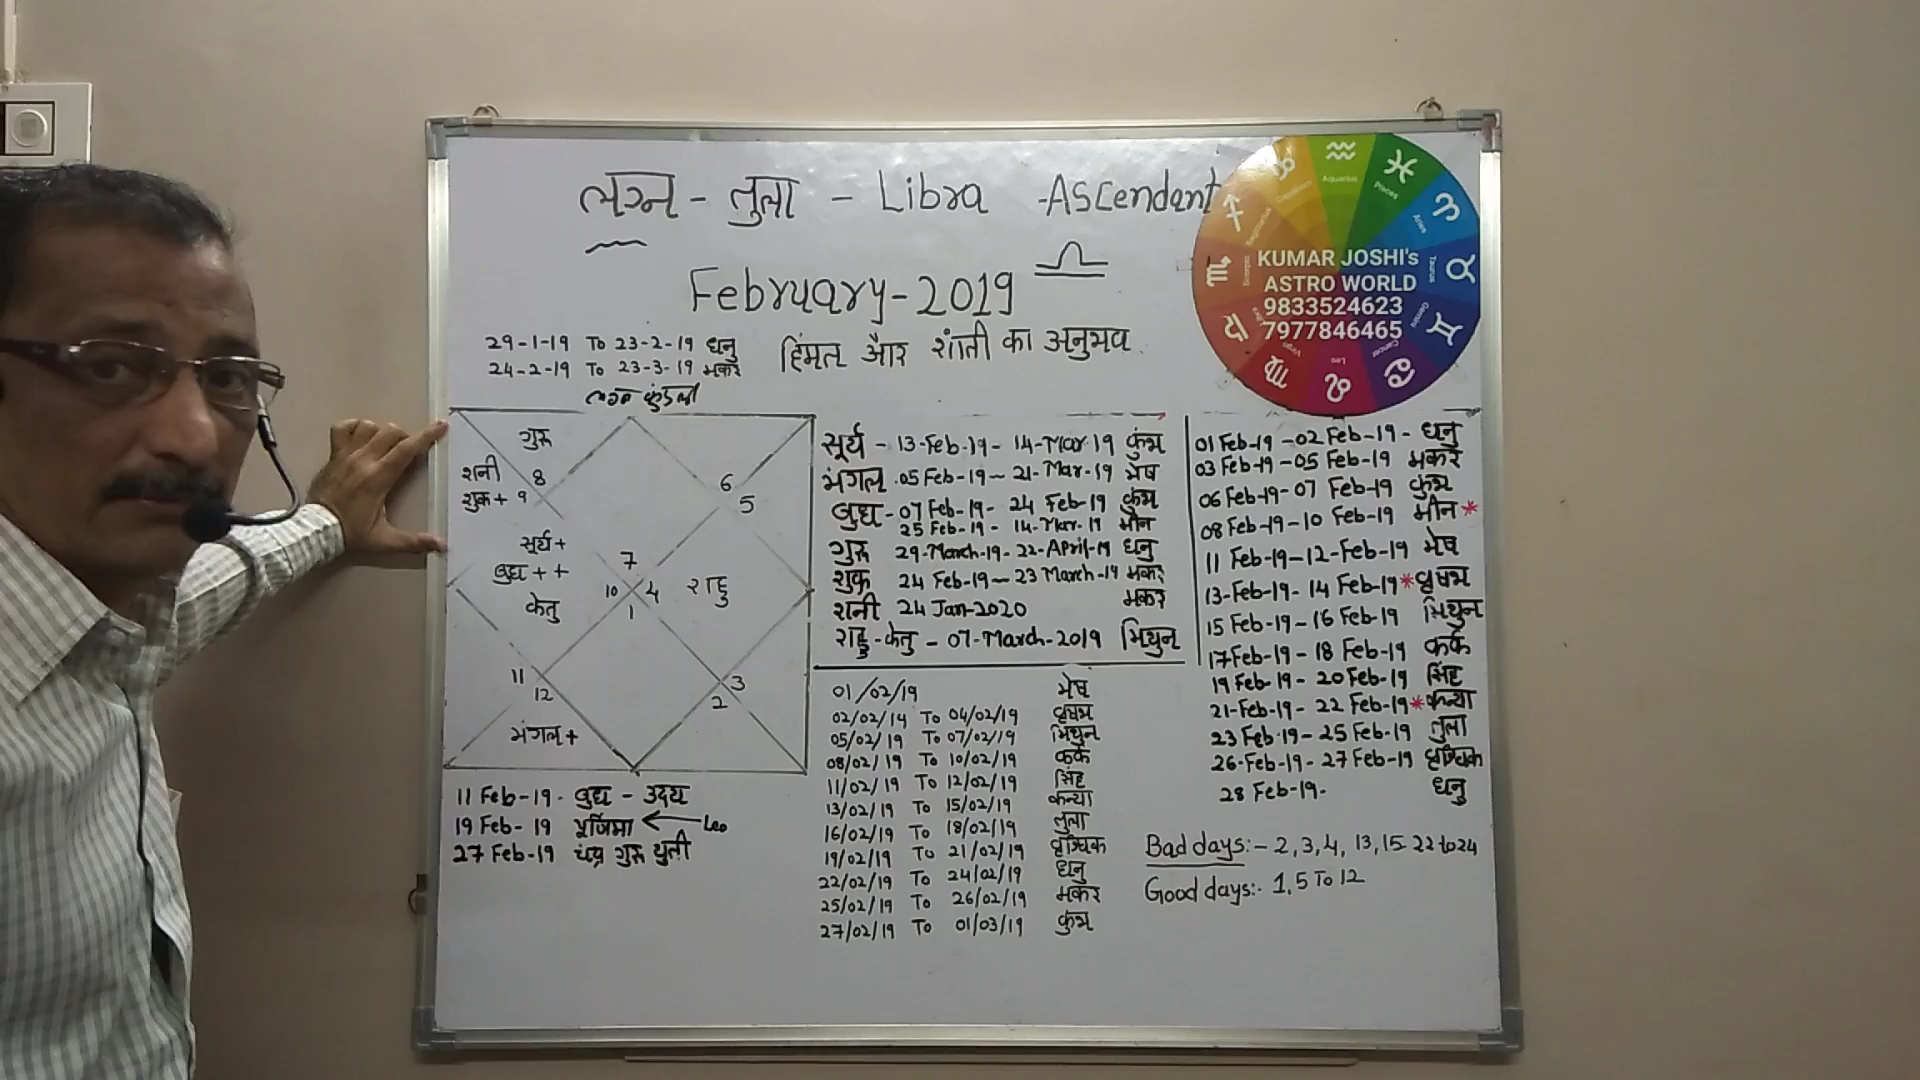 लग्न - तुला - Libra - Ascendant
February-2019
हिंमत और शांती का अनुभव
KUMAR JOSHI's
ASTRO WORLD
9833524623
7977846465
Aquarius
Pisces
Aries
Taurus
Gemini
Cancer
Leo
Virgo
Libra
Scorpio
Sagittarius
Capricorn
29-1-19 To 23-2-19 धनु
24-2-19 To 23-3-19 मकर
लग्न कुंडली
गुरु
शनी 8
शुक्र+ 9
6
5
सूर्य+
बुध++
केतु
7
10 4 राहु
1
11
12
3
2
मंगल+
11 Feb-19. बुध - उदय
19 Feb-19 पूर्णिमा ← Leo
27 Feb-19 चंद्र गुरु युती
सूर्य - 13-Feb-19 - 14-Mar-19 कुंभ
मंगल .05 Feb-19 - 21-Mar-19 मेष
बुध - 07 Feb-19 - 24 Feb-19 कुंभ
25 Feb-19 - 14-Mar-19 मीन
गुरु 29-March-19 - 22-April-19 धनु
शुक्र 24 Feb-19 - 23 March-19 मकर
शनी 24 Jan-2020 मकर
राहु-केतु - 07-March-2019 मिथुन
01/02/19 मेष
02/02/19 To 04/02/19 वृषभ
05/02/19 To 07/02/19 मिथुन
08/02/19 To 10/02/19 कर्क
11/02/19 To 12/02/19 सिंह
13/02/19 To 15/02/19 कन्या
16/02/19 To 18/02/19 तुला
19/02/19 To 21/02/19 वृश्चिक
22/02/19 To 24/02/19 धनु
25/02/19 To 26/02/19 मकर
27/02/19 To 01/03/19 कुंभ
01 Feb-19 - 02 Feb-19 - धनु
03 Feb-19 - 05 Feb-19 मकर
06 Feb-19 - 07 Feb-19 कुंभ
08 Feb-19 - 10 Feb-19 मीन *
11 Feb-19 - 12-Feb-19 मेष
13-Feb-19 - 14 Feb-19 * वृषभ
15 Feb-19 - 16 Feb-19 मिथुन
17 Feb-19 - 18 Feb-19 कर्क
19 Feb-19 - 20 Feb-19 सिंह
21-Feb-19 - 22 Feb-19 * कन्या
23 Feb-19 - 25 Feb-19 तुला
26-Feb-19 - 27 Feb-19 वृश्चिक
28 Feb-19. धनु
Bad days:- 2, 3, 4, 13, 15 22 to 24
Good days:- 1, 5 To 12